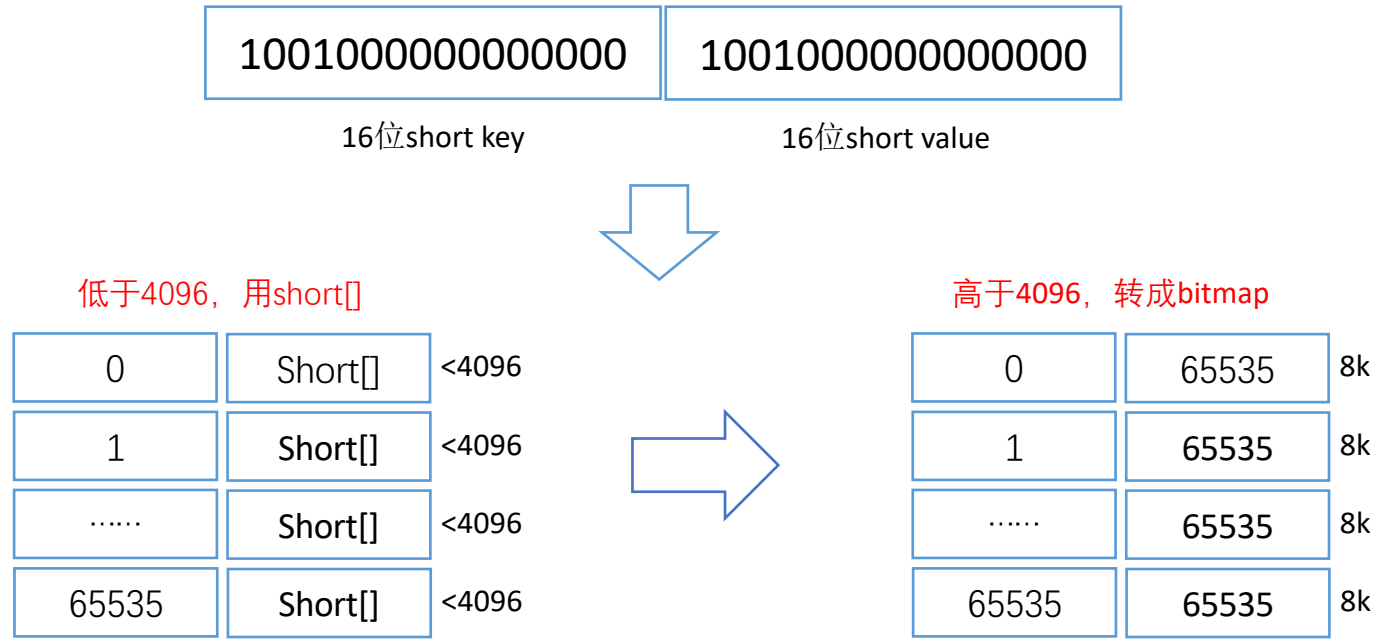 1001000000000000 1001000000000000
16位short key 16位short value
低于4096，用short[]
高于4096，转成bitmap
0 Short[] <4096
1 Short[] <4096
…… Short[] <4096
65535 Short[] <4096
0 65535 8k
1 65535 8k
…… 65535 8k
65535 65535 8k